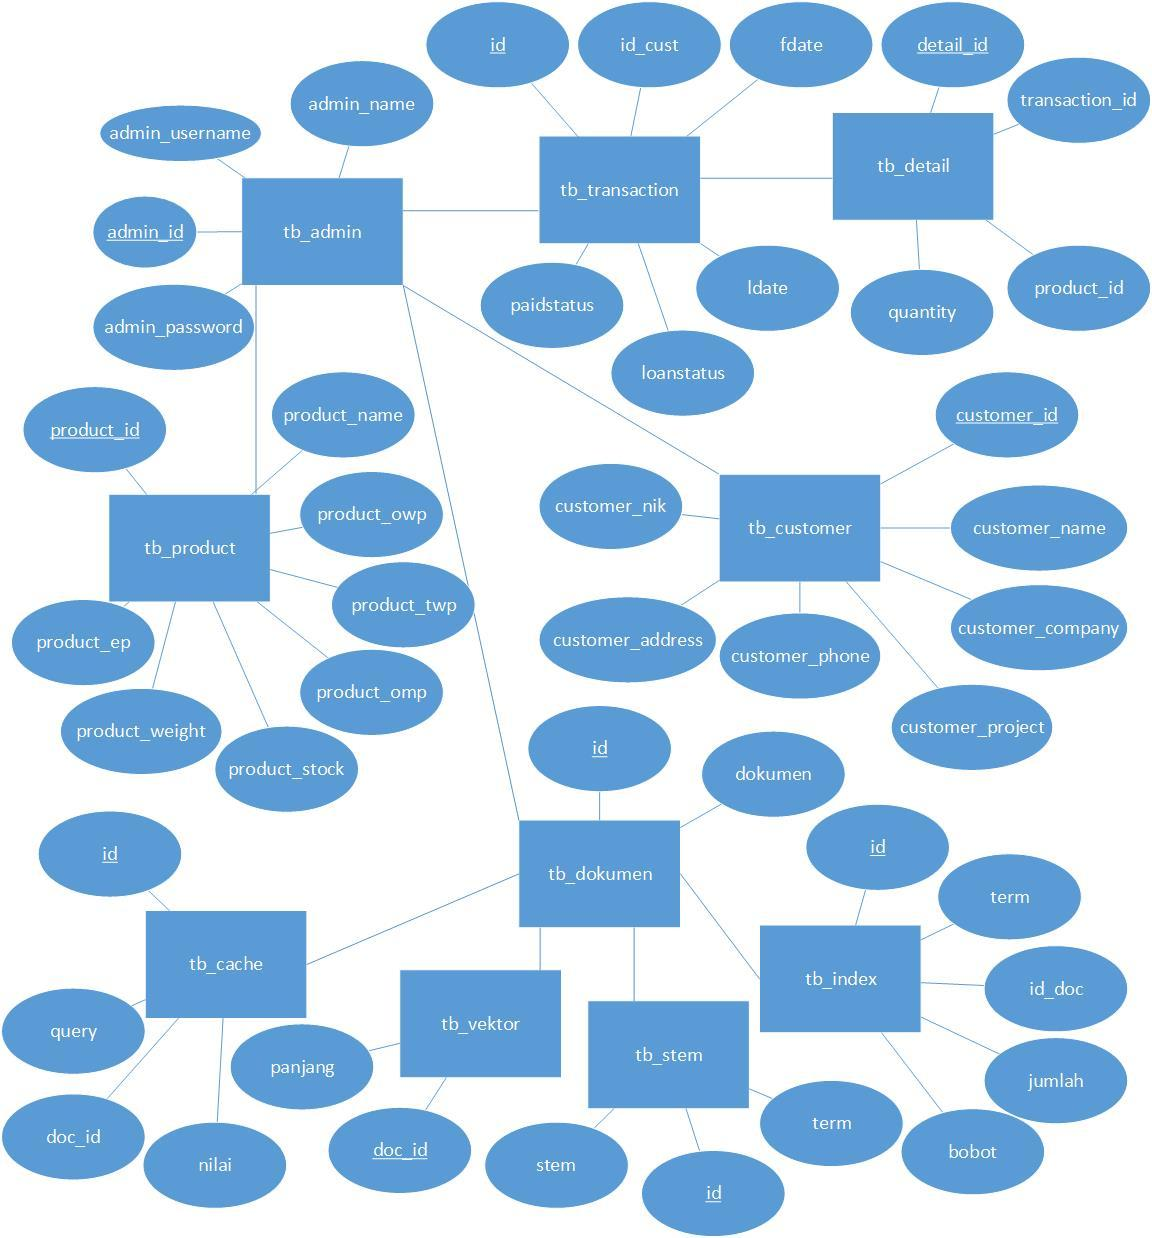 id
id_cust
fdate
detail_id
admin_name
transaction_id
admin_username
tb_transaction
tb_detail
admin_id
tb_admin
paidstatus
ldate
product_id
admin_password
quantity
loanstatus
product_id
product_name
customer_id
product_owp
customer_nik
tb_customer
customer_name
tb_product
product_twp
product_ep
customer_address
customer_phone
customer_company
product_omp
product_weight
customer_project
product_stock
id
dokumen
id
id
tb_dokumen
term
tb_cache
tb_index
id_doc
query
tb_vektor
panjang
tb_stem
jumlah
doc_id
nilai
doc_id
stem
term
bobot
id